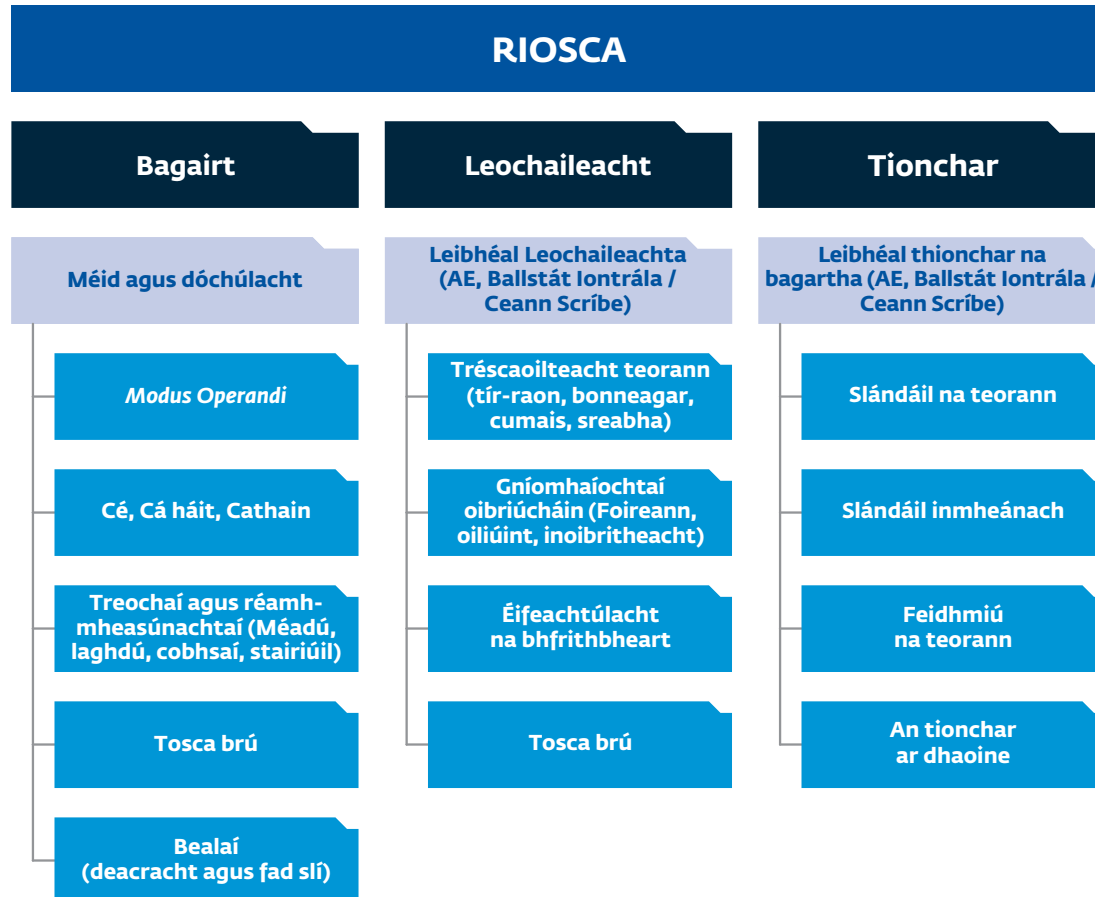 RIOSCA
Bagairt
Méid agus dóchúlacht
Modus Operandi
Cé, Cá háit, Cathain
Treochaí agus réamh-
mheasúnachtaí (Méadú,
laghdú, cobhsaí, stairiúil)
Tosca brú
Bealaí
(deacracht agus fad slí)
Leochaileacht
Leibhéal Leochaileachta
(AE, Ballstát Iontrála /
Ceann Scríbe)
Tréscaoilteacht teorann
(tír-raon, bonneagar,
cumais, sreabha)
Gníomhaíochtaí
oibriúcháin (Foireann,
oiliúint, inoibritheacht)
Éifeachtúlacht
na bhfrithbheart
Tosca brú
Tionchar
Leibhéal thionchar na
bagartha (AE, Ballstát Iontrála /
Ceann Scríbe)
Slándáil na teorann
Slándáil inmheánach
Feidhmiú
na teorann
An tionchar
ar dhaoine